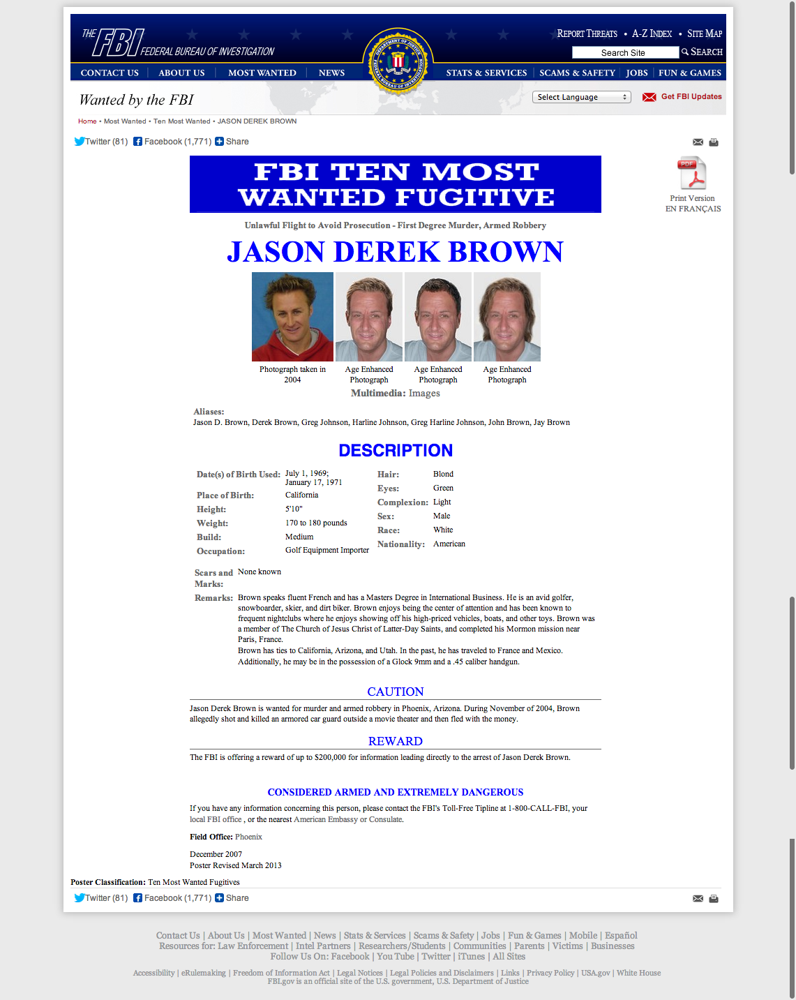 THE FBI FEDERAL BUREAU OF INVESTIGATION
REPORT THREATS • A-Z INDEX • SITE MAP
Search Site SEARCH
CONTACT US ABOUT US MOST WANTED NEWS STATS & SERVICES SCAMS & SAFETY JOBS FUN & GAMES
DEPARTMENT OF JUSTICE
FEDERAL BUREAU OF INVESTIGATION
Wanted by the FBI
Select Language Get FBI Updates
Home • Most Wanted • Ten Most Wanted • JASON DEREK BROWN
Twitter (81) Facebook (1,771) Share
PDF
Print Version
EN FRANÇAIS
FBI TEN MOST
WANTED FUGITIVE
Unlawful Flight to Avoid Prosecution - First Degree Murder, Armed Robbery
JASON DEREK BROWN
Photograph taken in
2004
Age Enhanced
Photograph
Age Enhanced
Photograph
Age Enhanced
Photograph
Multimedia: Images
Aliases:
Jason D. Brown, Derek Brown, Greg Johnson, Harline Johnson, Greg Harline Johnson, John Brown, Jay Brown
DESCRIPTION
Date(s) of Birth Used: July 1, 1969;
January 17, 1971
Place of Birth: California
Height: 5'10"
Weight: 170 to 180 pounds
Build: Medium
Occupation: Golf Equipment Importer
Hair: Blond
Eyes: Green
Complexion: Light
Sex: Male
Race: White
Nationality: American
Scars and None known
Marks:
Remarks: Brown speaks fluent French and has a Masters Degree in International Business. He is an avid golfer,
snowboarder, skier, and dirt biker. Brown enjoys being the center of attention and has been known to
frequent nightclubs where he enjoys showing off his high-priced vehicles, boats, and other toys. Brown was
a member of The Church of Jesus Christ of Latter-Day Saints, and completed his Mormon mission near
Paris, France.
Brown has ties to California, Arizona, and Utah. In the past, he has traveled to France and Mexico.
Additionally, he may be in the possession of a Glock 9mm and a .45 caliber handgun.
CAUTION
Jason Derek Brown is wanted for murder and armed robbery in Phoenix, Arizona. During November of 2004, Brown
allegedly shot and killed an armored car guard outside a movie theater and then fled with the money.
REWARD
The FBI is offering a reward of up to $200,000 for information leading directly to the arrest of Jason Derek Brown.
CONSIDERED ARMED AND EXTREMELY DANGEROUS
If you have any information concerning this person, please contact the FBI's Toll-Free Tipline at 1-800-CALL-FBI, your
local FBI office , or the nearest American Embassy or Consulate.
Field Office: Phoenix
December 2007
Poster Revised March 2013
Poster Classification: Ten Most Wanted Fugitives
Twitter (81) Facebook (1,771) Share
Contact Us | About Us | Most Wanted | News | Stats & Services | Scams & Safety | Jobs | Fun & Games | Mobile | Español
Resources for: Law Enforcement | Intel Partners | Researchers/Students | Communities | Parents | Victims | Businesses
Follow Us On: Facebook | You Tube | Twitter | iTunes | All Sites
Accessibility | eRulemaking | Freedom of Information Act | Legal Notices | Legal Policies and Disclaimers | Links | Privacy Policy | USA.gov | White House
FBI.gov is an official site of the U.S. government, U.S. Department of Justice